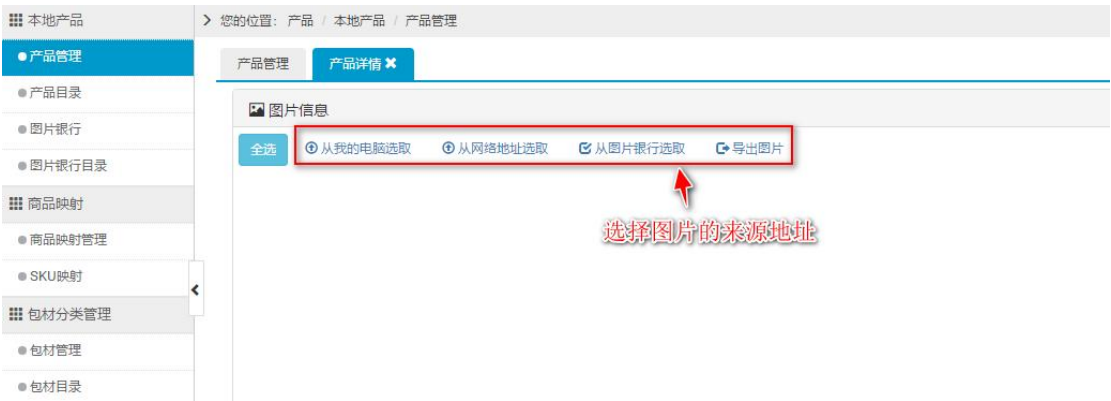 本地产品
产品管理
产品目录
图片银行
图片银行目录
商品映射
商品映射管理
SKU映射
包材分类管理
包材管理
包材目录
您的位置：产品 / 本地产品 / 产品管理
产品管理 产品详情
图片信息
全选 从我的电脑选取 从网络地址选取 从图片银行选取 导出图片
选择图片的来源地址